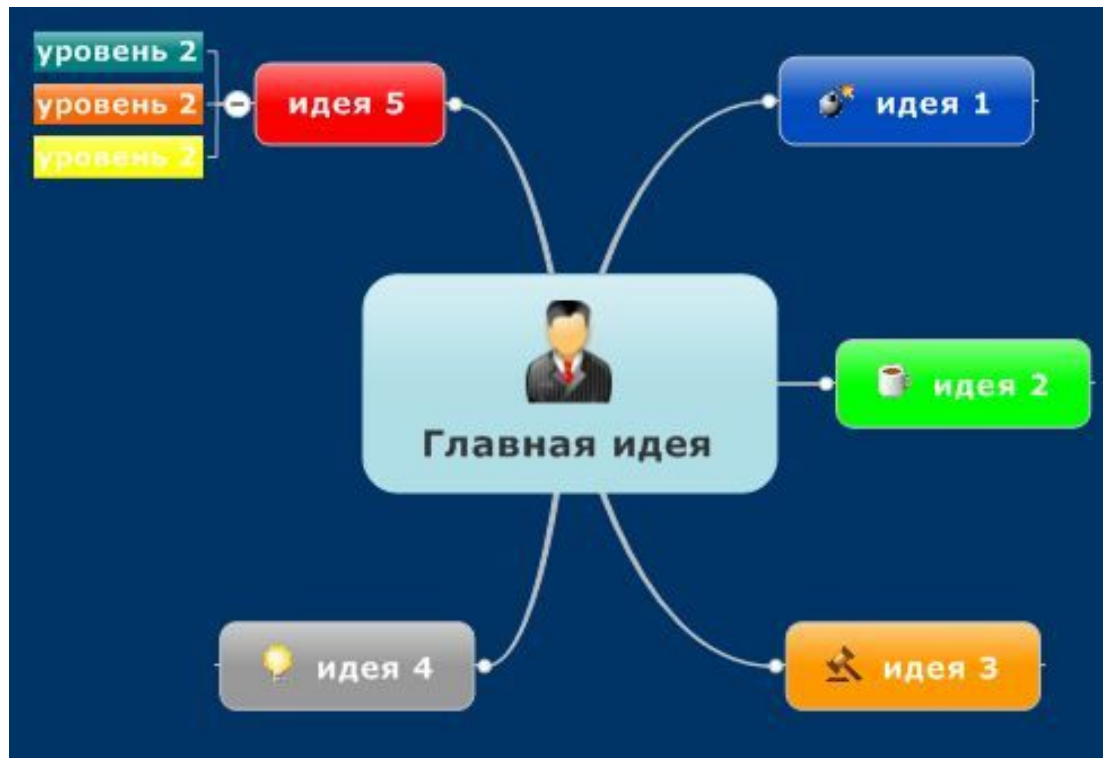 уровень 2
уровень 2
уровень 2
идея 5
идея 1
идея 2
Главная идея
идея 4
идея 3